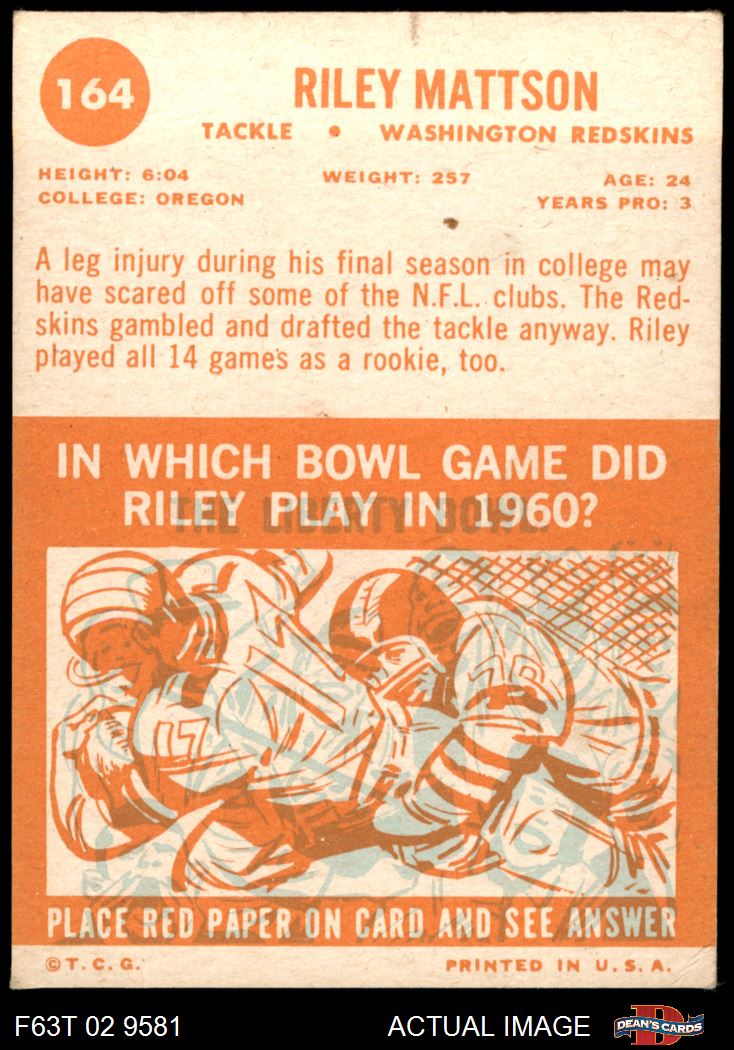 164
RILEY MATTSON
TACKLE • WASHINGTON REDSKINS
HEIGHT: 6:04 WEIGHT: 257 AGE: 24
COLLEGE: OREGON YEARS PRO: 3
A leg injury during his final season in college may
have scared off some of the N.F.L. clubs. The Red-
skins gambled and drafted the tackle anyway. Riley
played all 14 games as a rookie, too.
IN WHICH BOWL GAME DID
RILEY PLAY IN 1960?
THE LIBERTY BOWL
17
PLACE RED PAPER ON CARD AND SEE ANSWER
© T. C. G. PRINTED IN U. S. A.
F63T 02 9581 ACTUAL IMAGE D DEAN'S CARDS